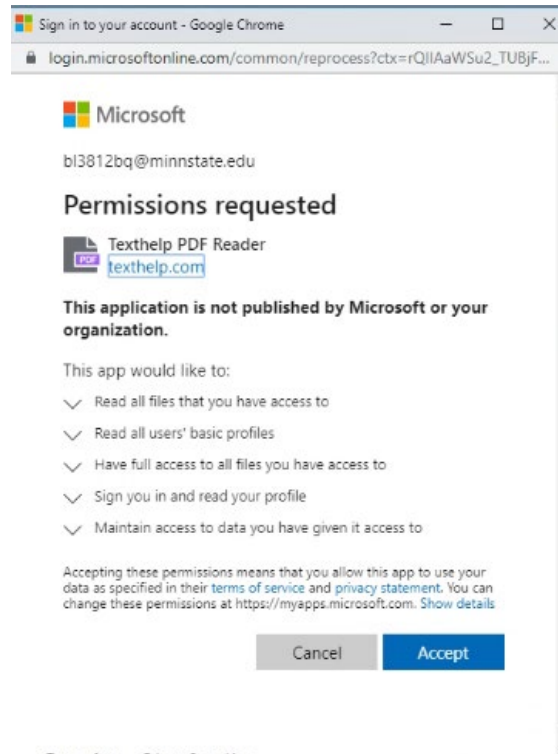 Sign in to your account - Google Chrome
login.microsoftonline.com/common/reprocess?ctx=rQIIAaWSu2_TUBjF...
Microsoft
bl3812bq@minnstate.edu
Permissions requested
PDF
Texthelp PDF Reader
texthelp.com
This application is not published by Microsoft or your
organization.
This app would like to:
Read all files that you have access to
Read all users' basic profiles
Have full access to all files you have access to
Sign you in and read your profile
Maintain access to data you have given it access to
Accepting these permissions means that you allow this app to use your
data as specified in their terms of service and privacy statement. You can
change these permissions at https://myapps.microsoft.com. Show details
Cancel Accept